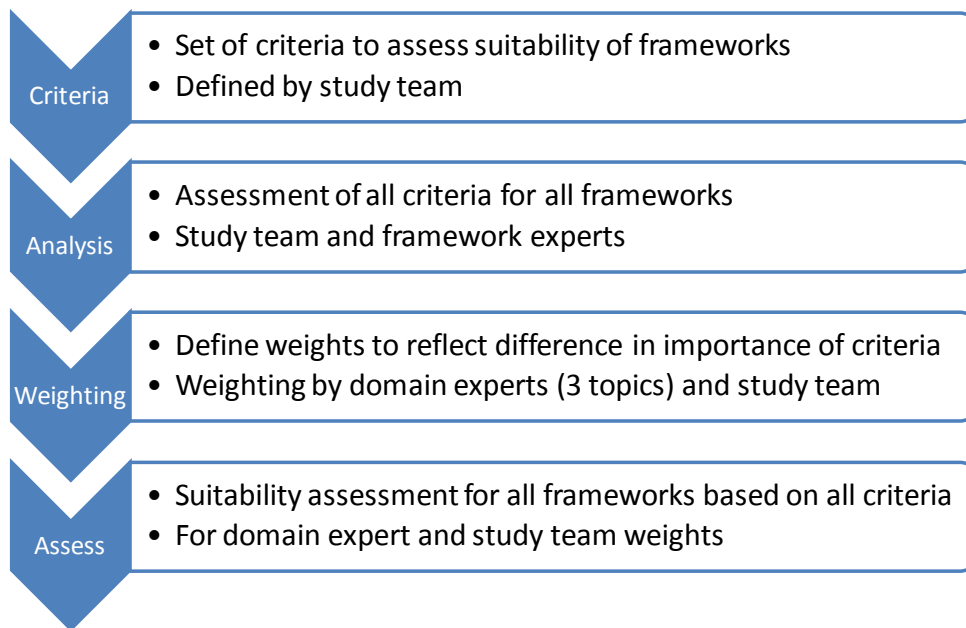 Criteria
• Set of criteria to assess suitability of frameworks
• Defined by study team
Analysis
• Assessment of all criteria for all frameworks
• Study team and framework experts
Weighting
• Define weights to reflect difference in importance of criteria
• Weighting by domain experts (3 topics) and study team
Assess
• Suitability assessment for all frameworks based on all criteria
• For domain expert and study team weights